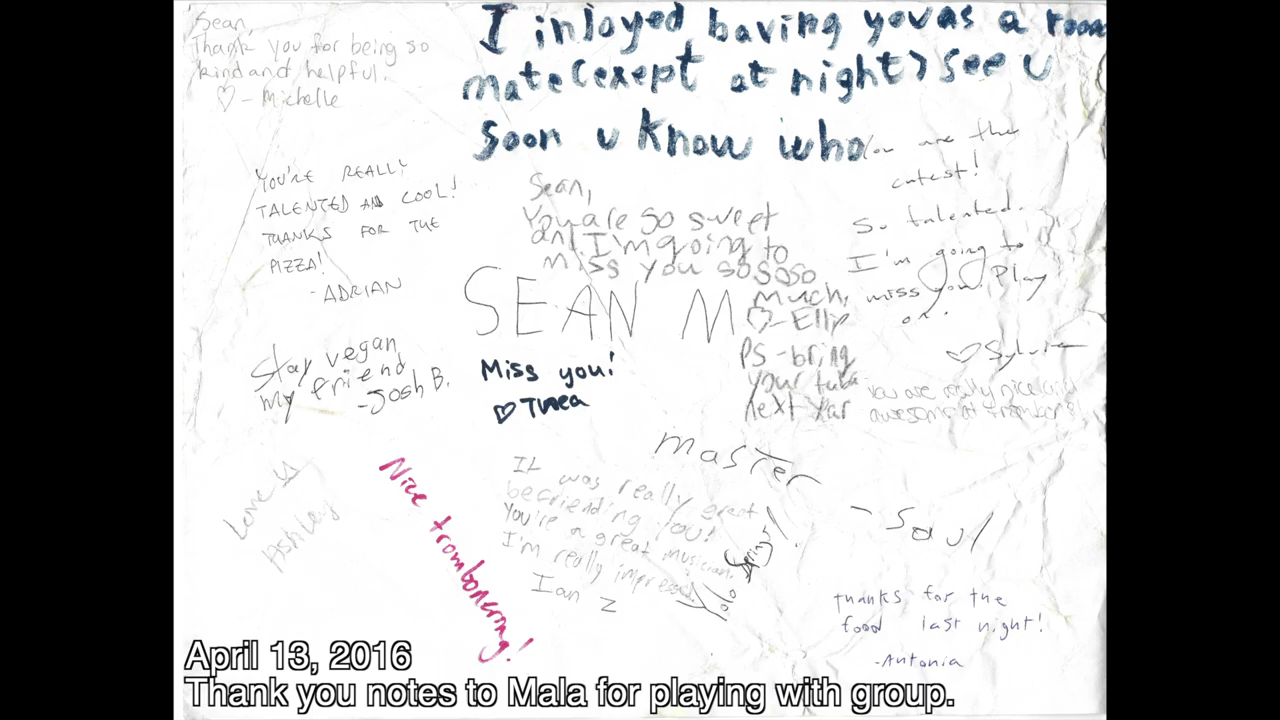 Sean,
Thank you for being so
kind and helpful.
♡ - Michelle
I injoyed having you as a room
mate (exept at night) see u
soon u know who
YOU'RE REALLY
TALENTED AND COOL!
THANKS FOR THE
PIZZA!
- ADRIAN
Sean,
You are so sweet
and I'm going to
miss you sososo
much,
♡ - Elly
PS - bring
your tuba
next year
You are the
cutest!
So talented.
I'm going to
miss you. Play
on.
♡ Sylvie
SEAN M
Stay vegan
my friend
- Josh B.
Miss you!
♡ Thea
You are really nice and
awesome at trombone!
master
- Saul
Love ya
Ashley
Nice tromboning!
It was really great
befriending you!
You're a great musician.
I'm really impressed.
Ian Z
Yolo
thanks for the
food last night!
- Antonia
April 13, 2016
Thank you notes to Mala for playing with group.